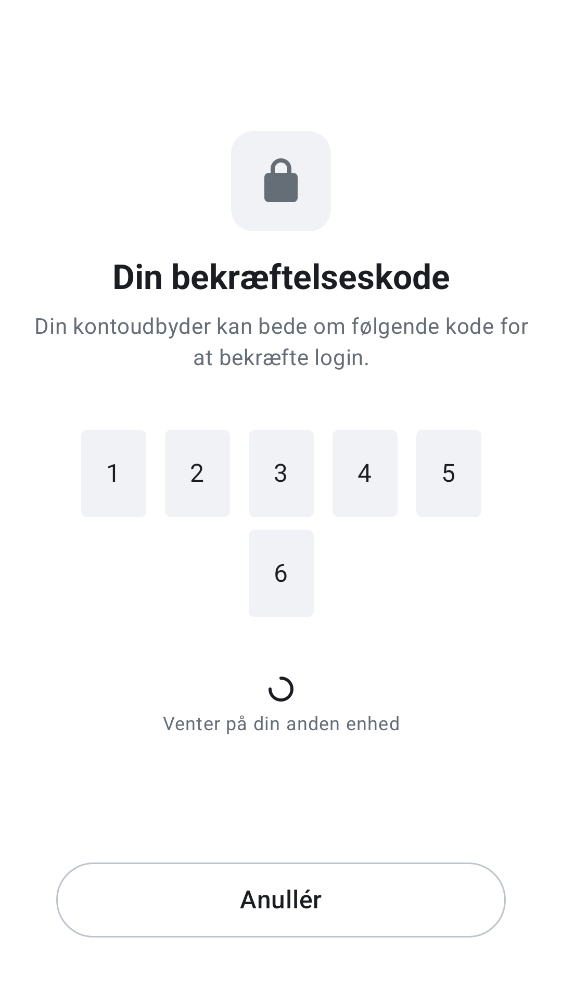 Din bekræftelseskode
Din kontoudbyder kan bede om følgende kode for
at bekræfte login.
1 2 3 4 5
6
Venter på din anden enhed
Anullér